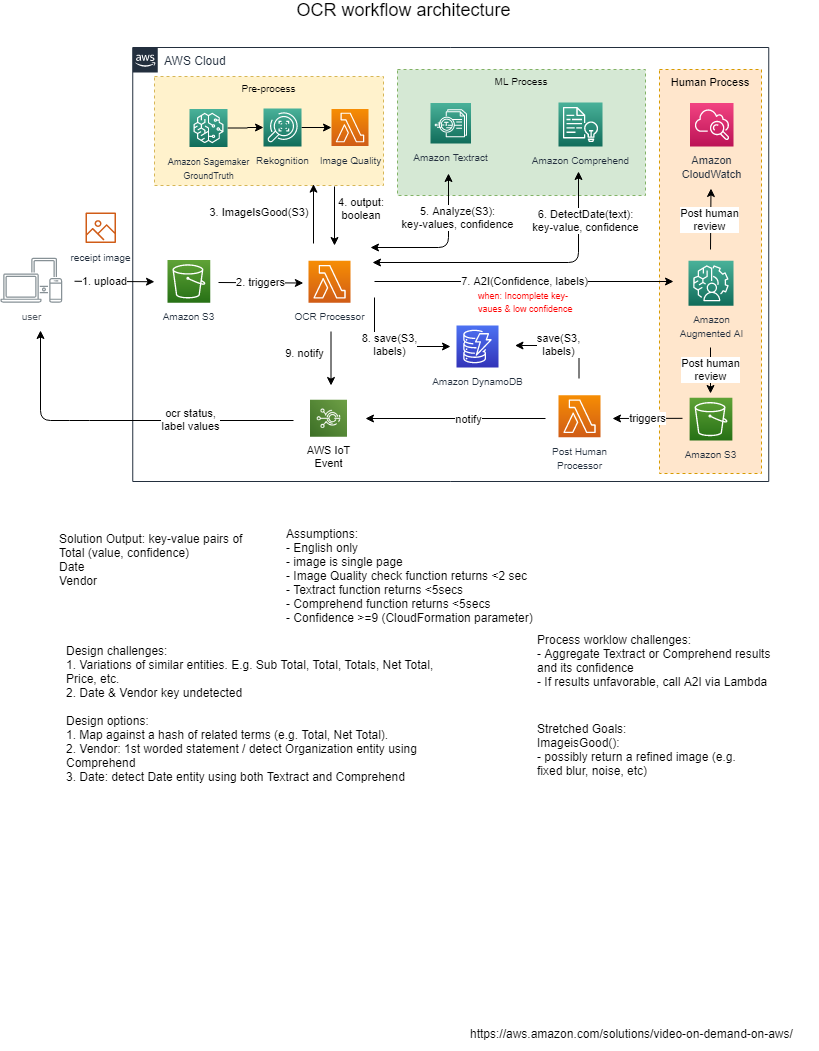 OCR workflow architecture
aws
AWS Cloud
Pre-process
Amazon Sagemaker
GroundTruth
Rekognition
Image Quality
ML Process
Amazon Textract
Amazon Comprehend
Human Process
Amazon
CloudWatch
3. ImageIsGood(S3)
4. output:
boolean
5. Analyze(S3):
key-values, confidence
6. DetectDate(text):
key-value, confidence
Post human
review
receipt image
user
1. upload
Amazon S3
2. triggers
OCR Processor
7. A2I(Confidence, labels)
when: Incomplete key-
vaues & low confidence
Amazon
Augmented AI
8. save(S3,
labels)
Amazon DynamoDB
save(S3,
labels)
9. notify
Post human
review
ocr status,
label values
AWS IoT
Event
notify
Post Human
Processor
triggers
Amazon S3
Solution Output: key-value pairs of
Total (value, confidence)
Date
Vendor
Assumptions:
- English only
- image is single page
- Image Quality check function returns <2 sec
- Textract function returns <5secs
- Comprehend function returns <5secs
- Confidence >=9 (CloudFormation parameter)
Design challenges:
1. Variations of similar entities. E.g. Sub Total, Total, Totals, Net Total,
Price, etc.
2. Date & Vendor key undetected
Process worklow challenges:
- Aggregate Textract or Comprehend results
and its confidence
- If results unfavorable, call A2I via Lambda
Design options:
1. Map against a hash of related terms (e.g. Total, Net Total).
2. Vendor: 1st worded statement / detect Organization entity using
Comprehend
3. Date: detect Date entity using both Textract and Comprehend
Stretched Goals:
ImageisGood():
- possibly return a refined image (e.g.
fixed blur, noise, etc)
https://aws.amazon.com/solutions/video-on-demand-on-aws/